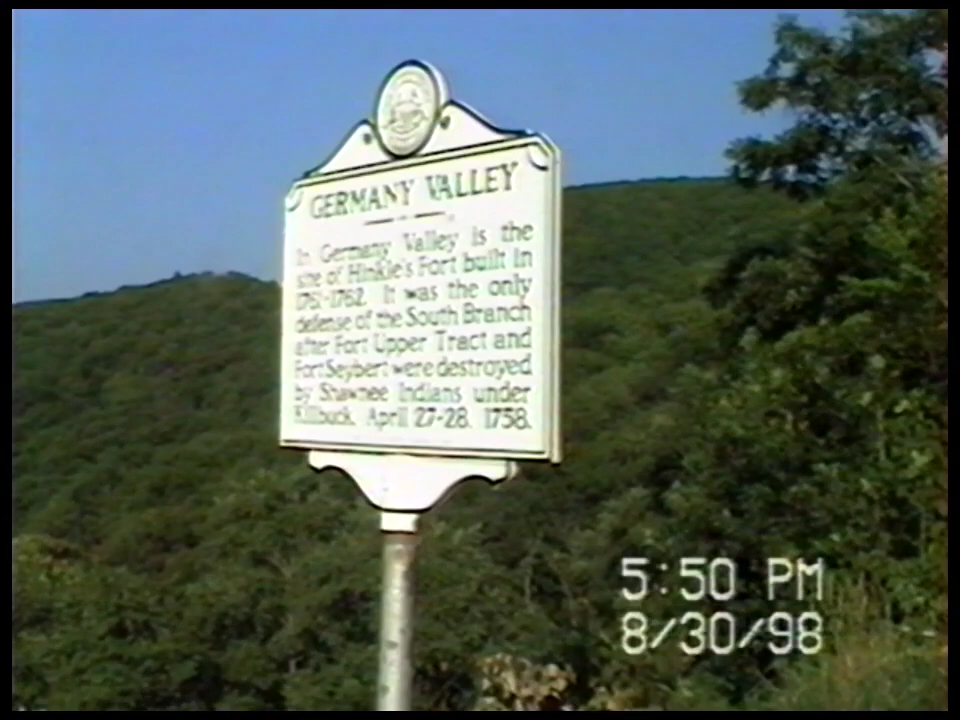 GERMANY VALLEY
In Germany Valley is the
site of Hinkle's Fort built in
1761-1762. It was the only
defense of the South Branch
after Fort Upper Tract and
Fort Seybert were destroyed
by Shawnee Indians under
Killbuck, April 27-28, 1758.
5:50 PM
8/30/98